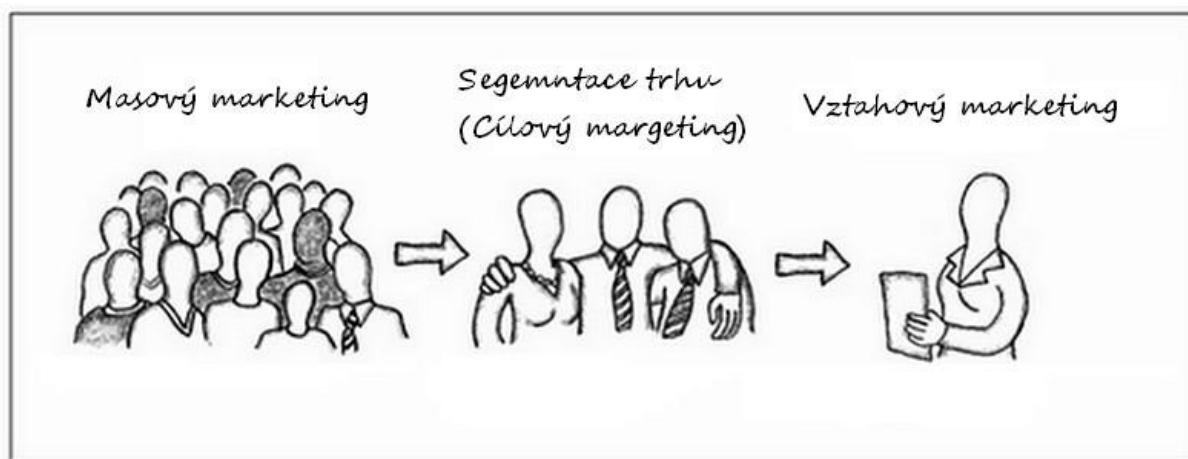 Masový marketing
Segemntace trhu
(Cílový margeting)
Vztahový marketing